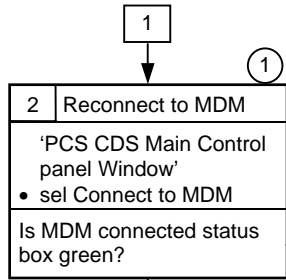 1
1
2 Reconnect to MDM
‘PCS CDS Main Control
panel Window’
• sel Connect to MDM
Is MDM connected status
box green?